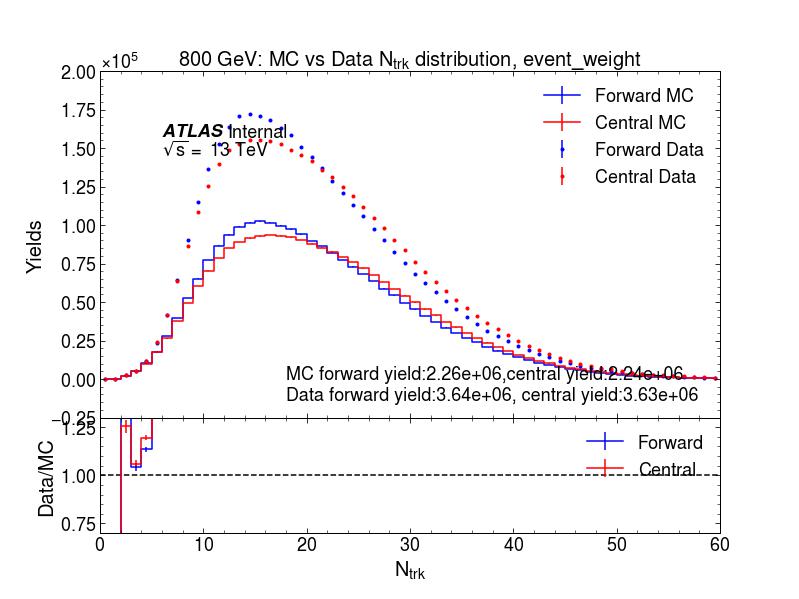 ×10⁵
800 GeV: MC vs Data Ntrk distribution, event_weight
2.00
1.75
1.50
1.25
1.00
0.75
0.50
0.25
0.00
−0.25
Yields
ATLAS Internal
√s = 13 TeV
Forward MC
Central MC
Forward Data
Central Data
MC forward yield:2.26e+06,central yield:2.24e+06
Data forward yield:3.64e+06, central yield:3.63e+06
1.25
1.00
0.75
Data/MC
Forward
Central
0 10 20 30 40 50 60
Ntrk